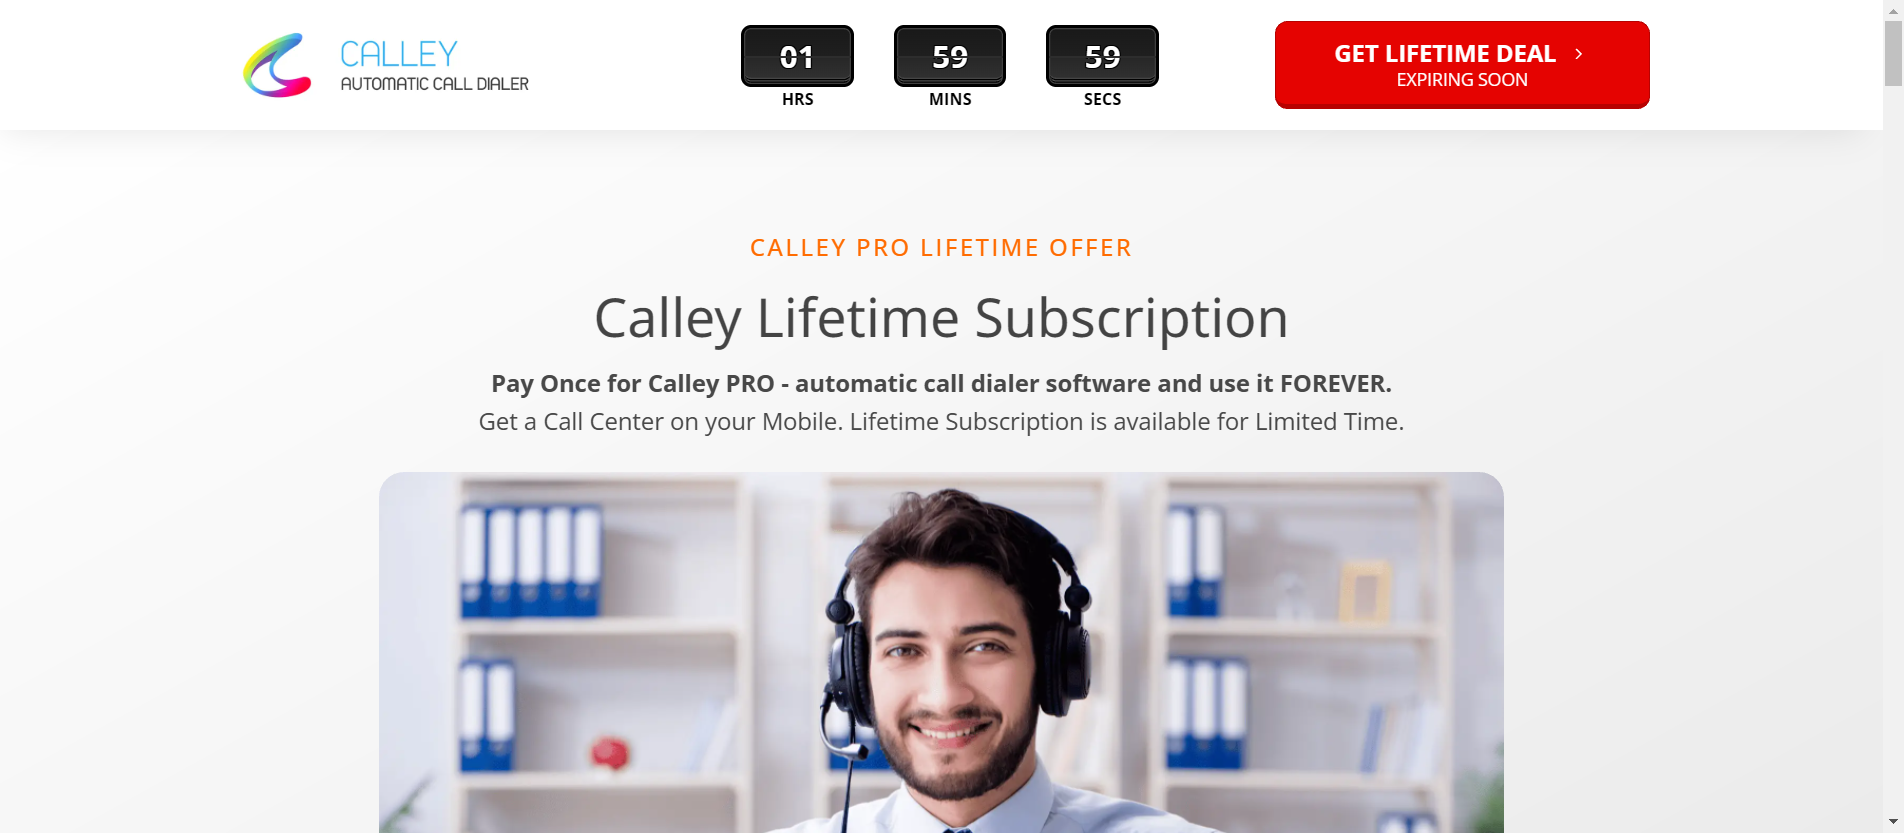 CALLEY
AUTOMATIC CALL DIALER
01
59
59
HRS
MINS
SECS
GET LIFETIME DEAL
EXPIRING SOON
CALLEY PRO LIFETIME OFFER
Calley Lifetime Subscription
Pay Once for Calley PRO - automatic call dialer software and use it FOREVER.
Get a Call Center on your Mobile. Lifetime Subscription is available for Limited Time.